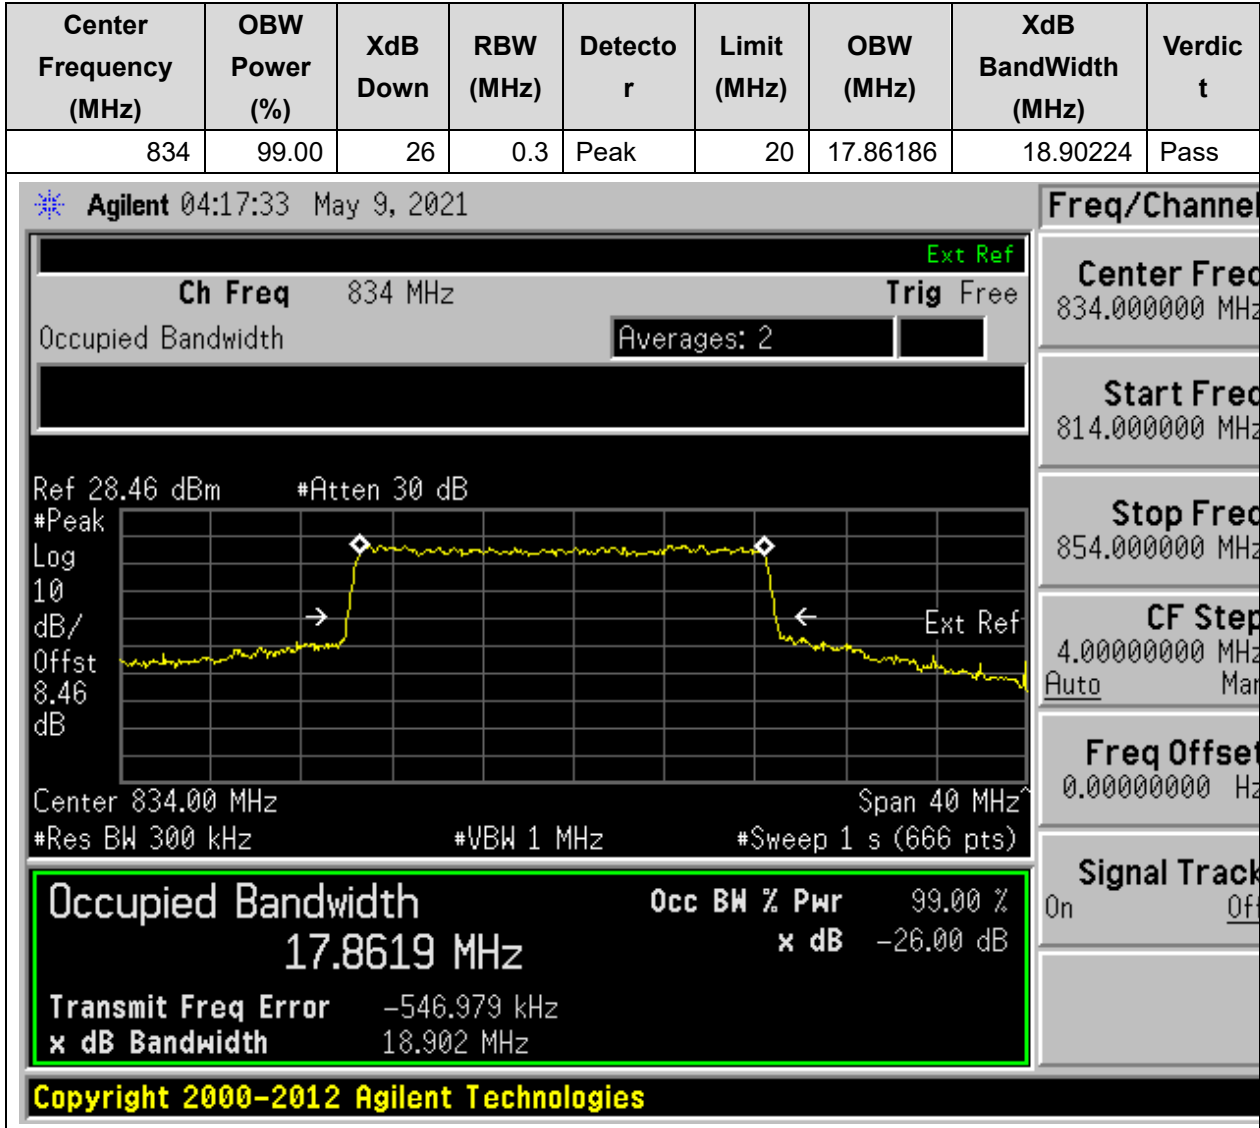 Center Frequency (MHz) OBW Power (%) XdB Down RBW (MHz) Detecto r Limit (MHz) OBW (MHz) XdB BandWidth (MHz) Verdic t
834 99.00 26 0.3 Peak 20 17.86186 18.90224 Pass
Agilent 04:17:33 May 9, 2021
Freq/Channel
Ext Ref
Ch Freq 834 MHz Trig Free
Occupied Bandwidth Averages: 2
Center Freq
834.000000 MHz
Start Freq
814.000000 MHz
Stop Freq
854.000000 MHz
CF Step
4.00000000 MHz
Auto Man
Freq Offset
0.00000000 Hz
Signal Track
On Off
Ref 28.46 dBm #Atten 30 dB
#Peak
Log
10
dB/
Offst
8.46
dB
Ext Ref
Center 834.00 MHz Span 40 MHz^
#Res BW 300 kHz #VBW 1 MHz #Sweep 1 s (666 pts)
Occupied Bandwidth
17.8619 MHz
Occ BW % Pwr 99.00 %
x dB -26.00 dB
Transmit Freq Error -546.979 kHz
x dB Bandwidth 18.902 MHz
Copyright 2000-2012 Agilent Technologies